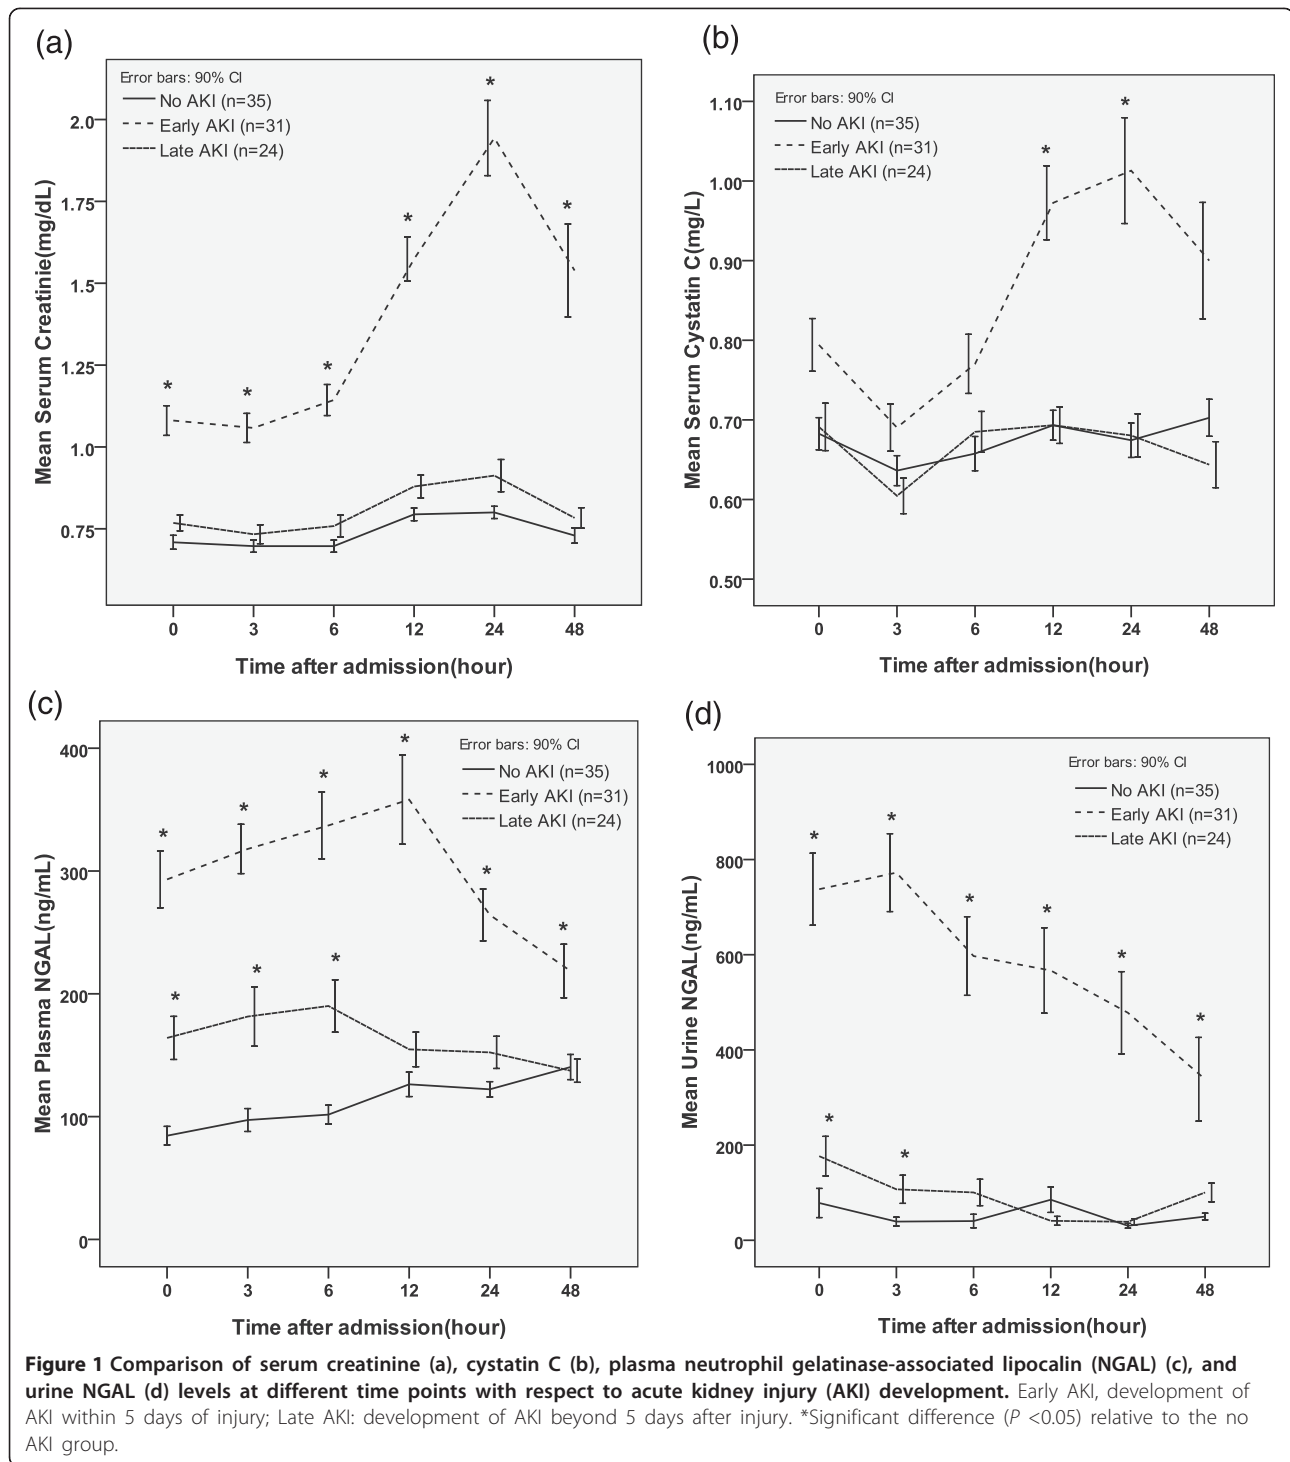 (a)
Error bars: 90% CI
No AKI (n=35)
Early AKI (n=31)
Late AKI (n=24)
Mean Serum Creatinie(mg/dL)
2.0
1.75
1.5
1.25
1.0
0.75
* * * * * *
0 3 6 12 24 48
Time after admission(hour)
(b)
Error bars: 90% CI
No AKI (n=35)
Early AKI (n=31)
Late AKI (n=24)
Mean Serum Cystatin C(mg/L)
1.10
1.00
0.90
0.80
0.70
0.60
0.50
* *
0 3 6 12 24 48
Time after admission(hour)
(c)
Error bars: 90% CI
No AKI (n=35)
Early AKI (n=31)
Late AKI (n=24)
Mean Plasma NGAL(ng/mL)
400
300
200
100
0
* * * * * *
* * *
0 3 6 12 24 48
Time after admission(hour)
(d)
Error bars: 90% CI
No AKI (n=35)
Early AKI (n=31)
Late AKI (n=24)
Mean Urine NGAL(ng/mL)
1000
800
600
400
200
0
* * * * * *
* *
0 3 6 12 24 48
Time after admission(hour)
Figure 1 Comparison of serum creatinine (a), cystatin C (b), plasma neutrophil gelatinase-associated lipocalin (NGAL) (c), and
urine NGAL (d) levels at different time points with respect to acute kidney injury (AKI) development. Early AKI, development of
AKI within 5 days of injury; Late AKI: development of AKI beyond 5 days after injury. *Significant difference (P <0.05) relative to the no
AKI group.